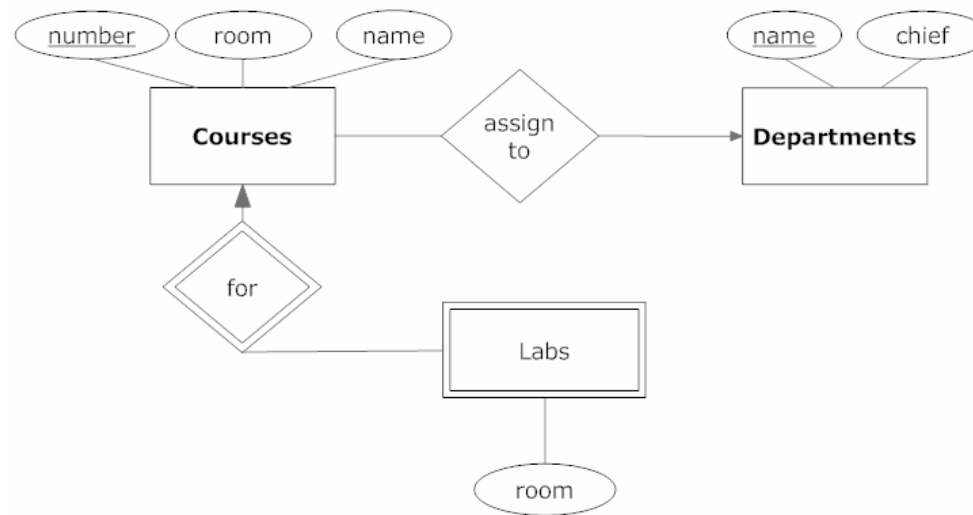 number
room
name
name
chief
Courses
assign
to
Departments
for
Labs
room